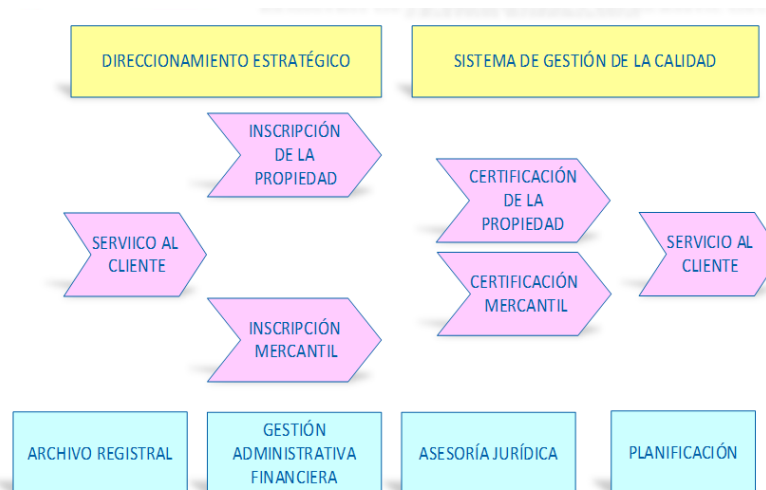 DIRECCIONAMIENTO ESTRATÉGICO
SISTEMA DE GESTIÓN DE LA CALIDAD
INSCRIPCIÓN
DE LA
PROPIEDAD
CERTIFICACIÓN
DE LA
PROPIEDAD
SERVIICO AL
CLIENTE
SERVICIO AL
CLIENTE
CERTIFICACIÓN
MERCANTIL
INSCRIPCIÓN
MERCANTIL
ARCHIVO REGISTRAL
GESTIÓN
ADMINISTRATIVA
FINANCIERA
ASESORÍA JURÍDICA
PLANIFICACIÓN